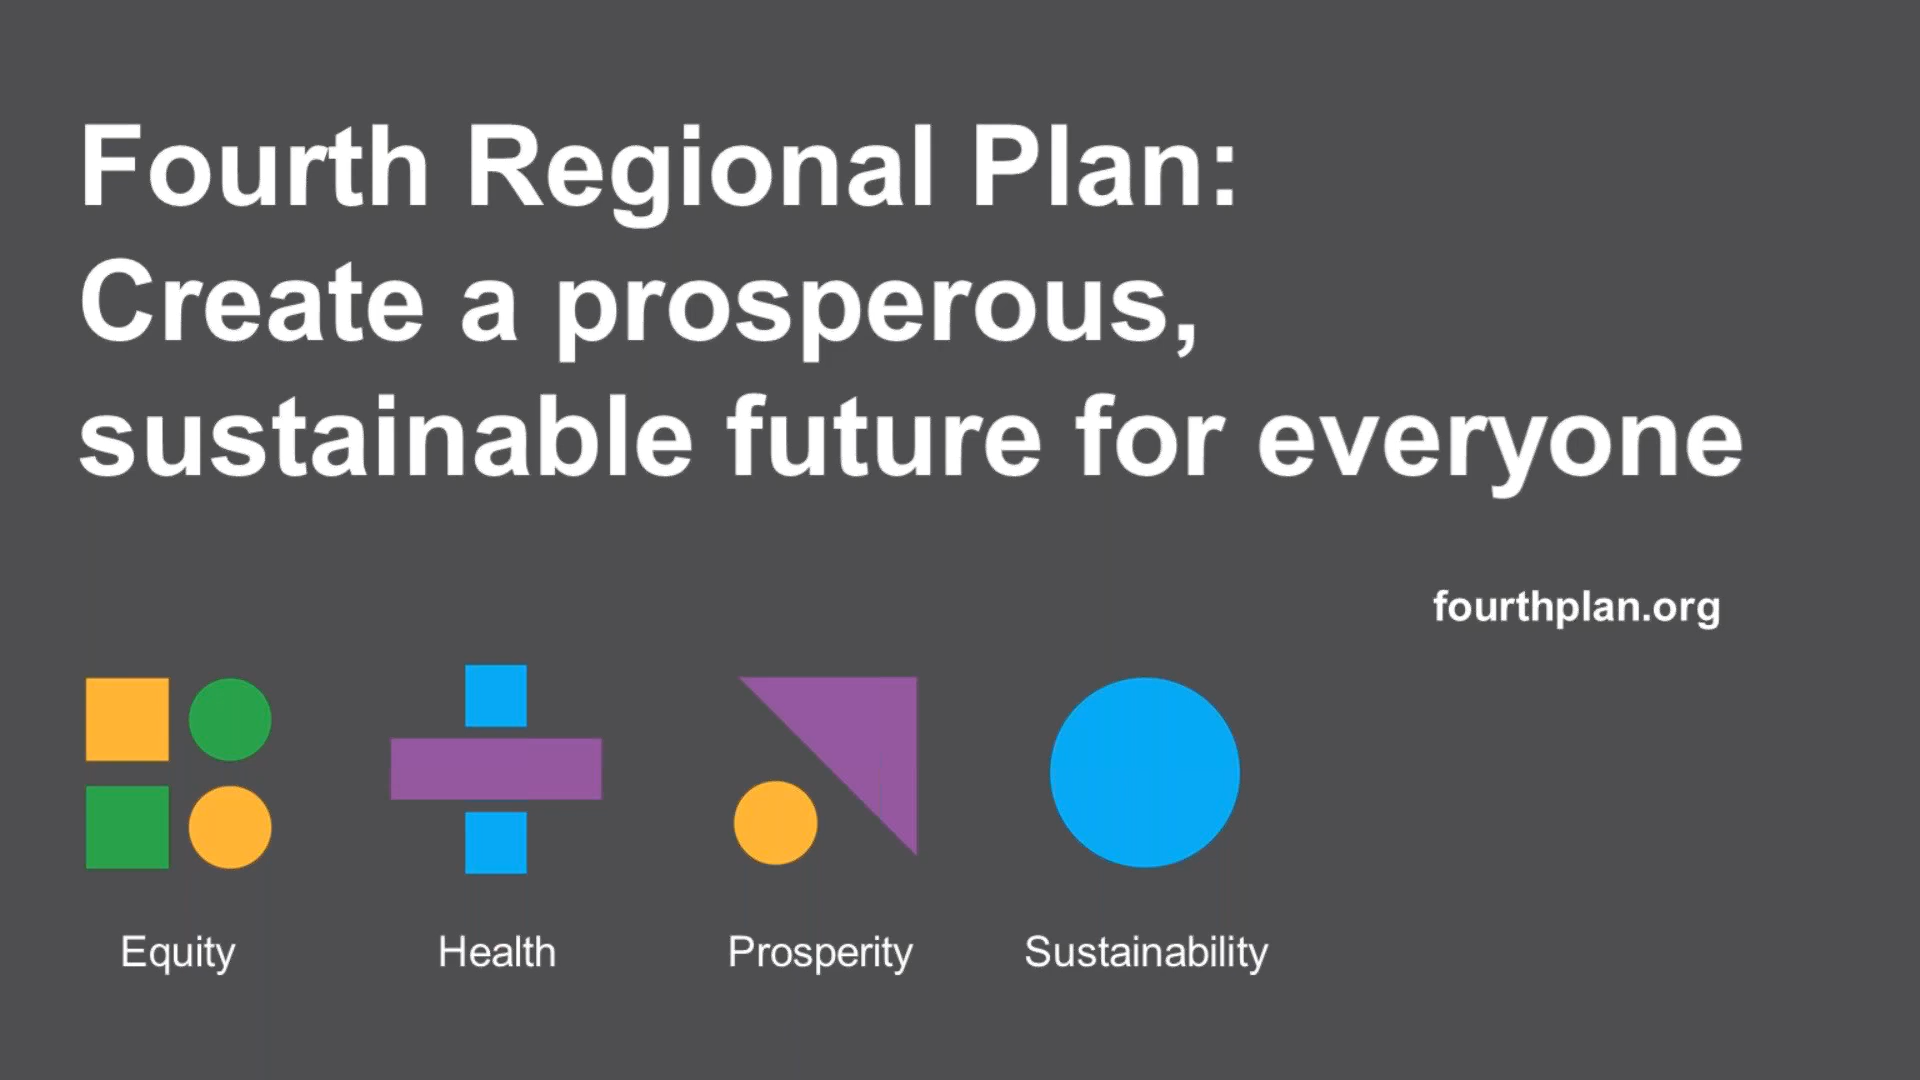 Fourth Regional Plan:
Create a prosperous,
sustainable future for everyone
fourthplan.org
Equity
Health
Prosperity
Sustainability